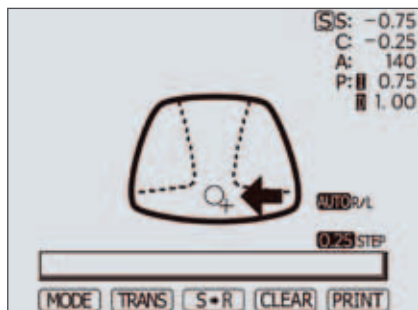 S S: -0.75
C: -0.25
A: 140
P: 0.75
1.00
AUTO R/L
0.25 STEP
MODE TRANS S•R CLEAR PRINT